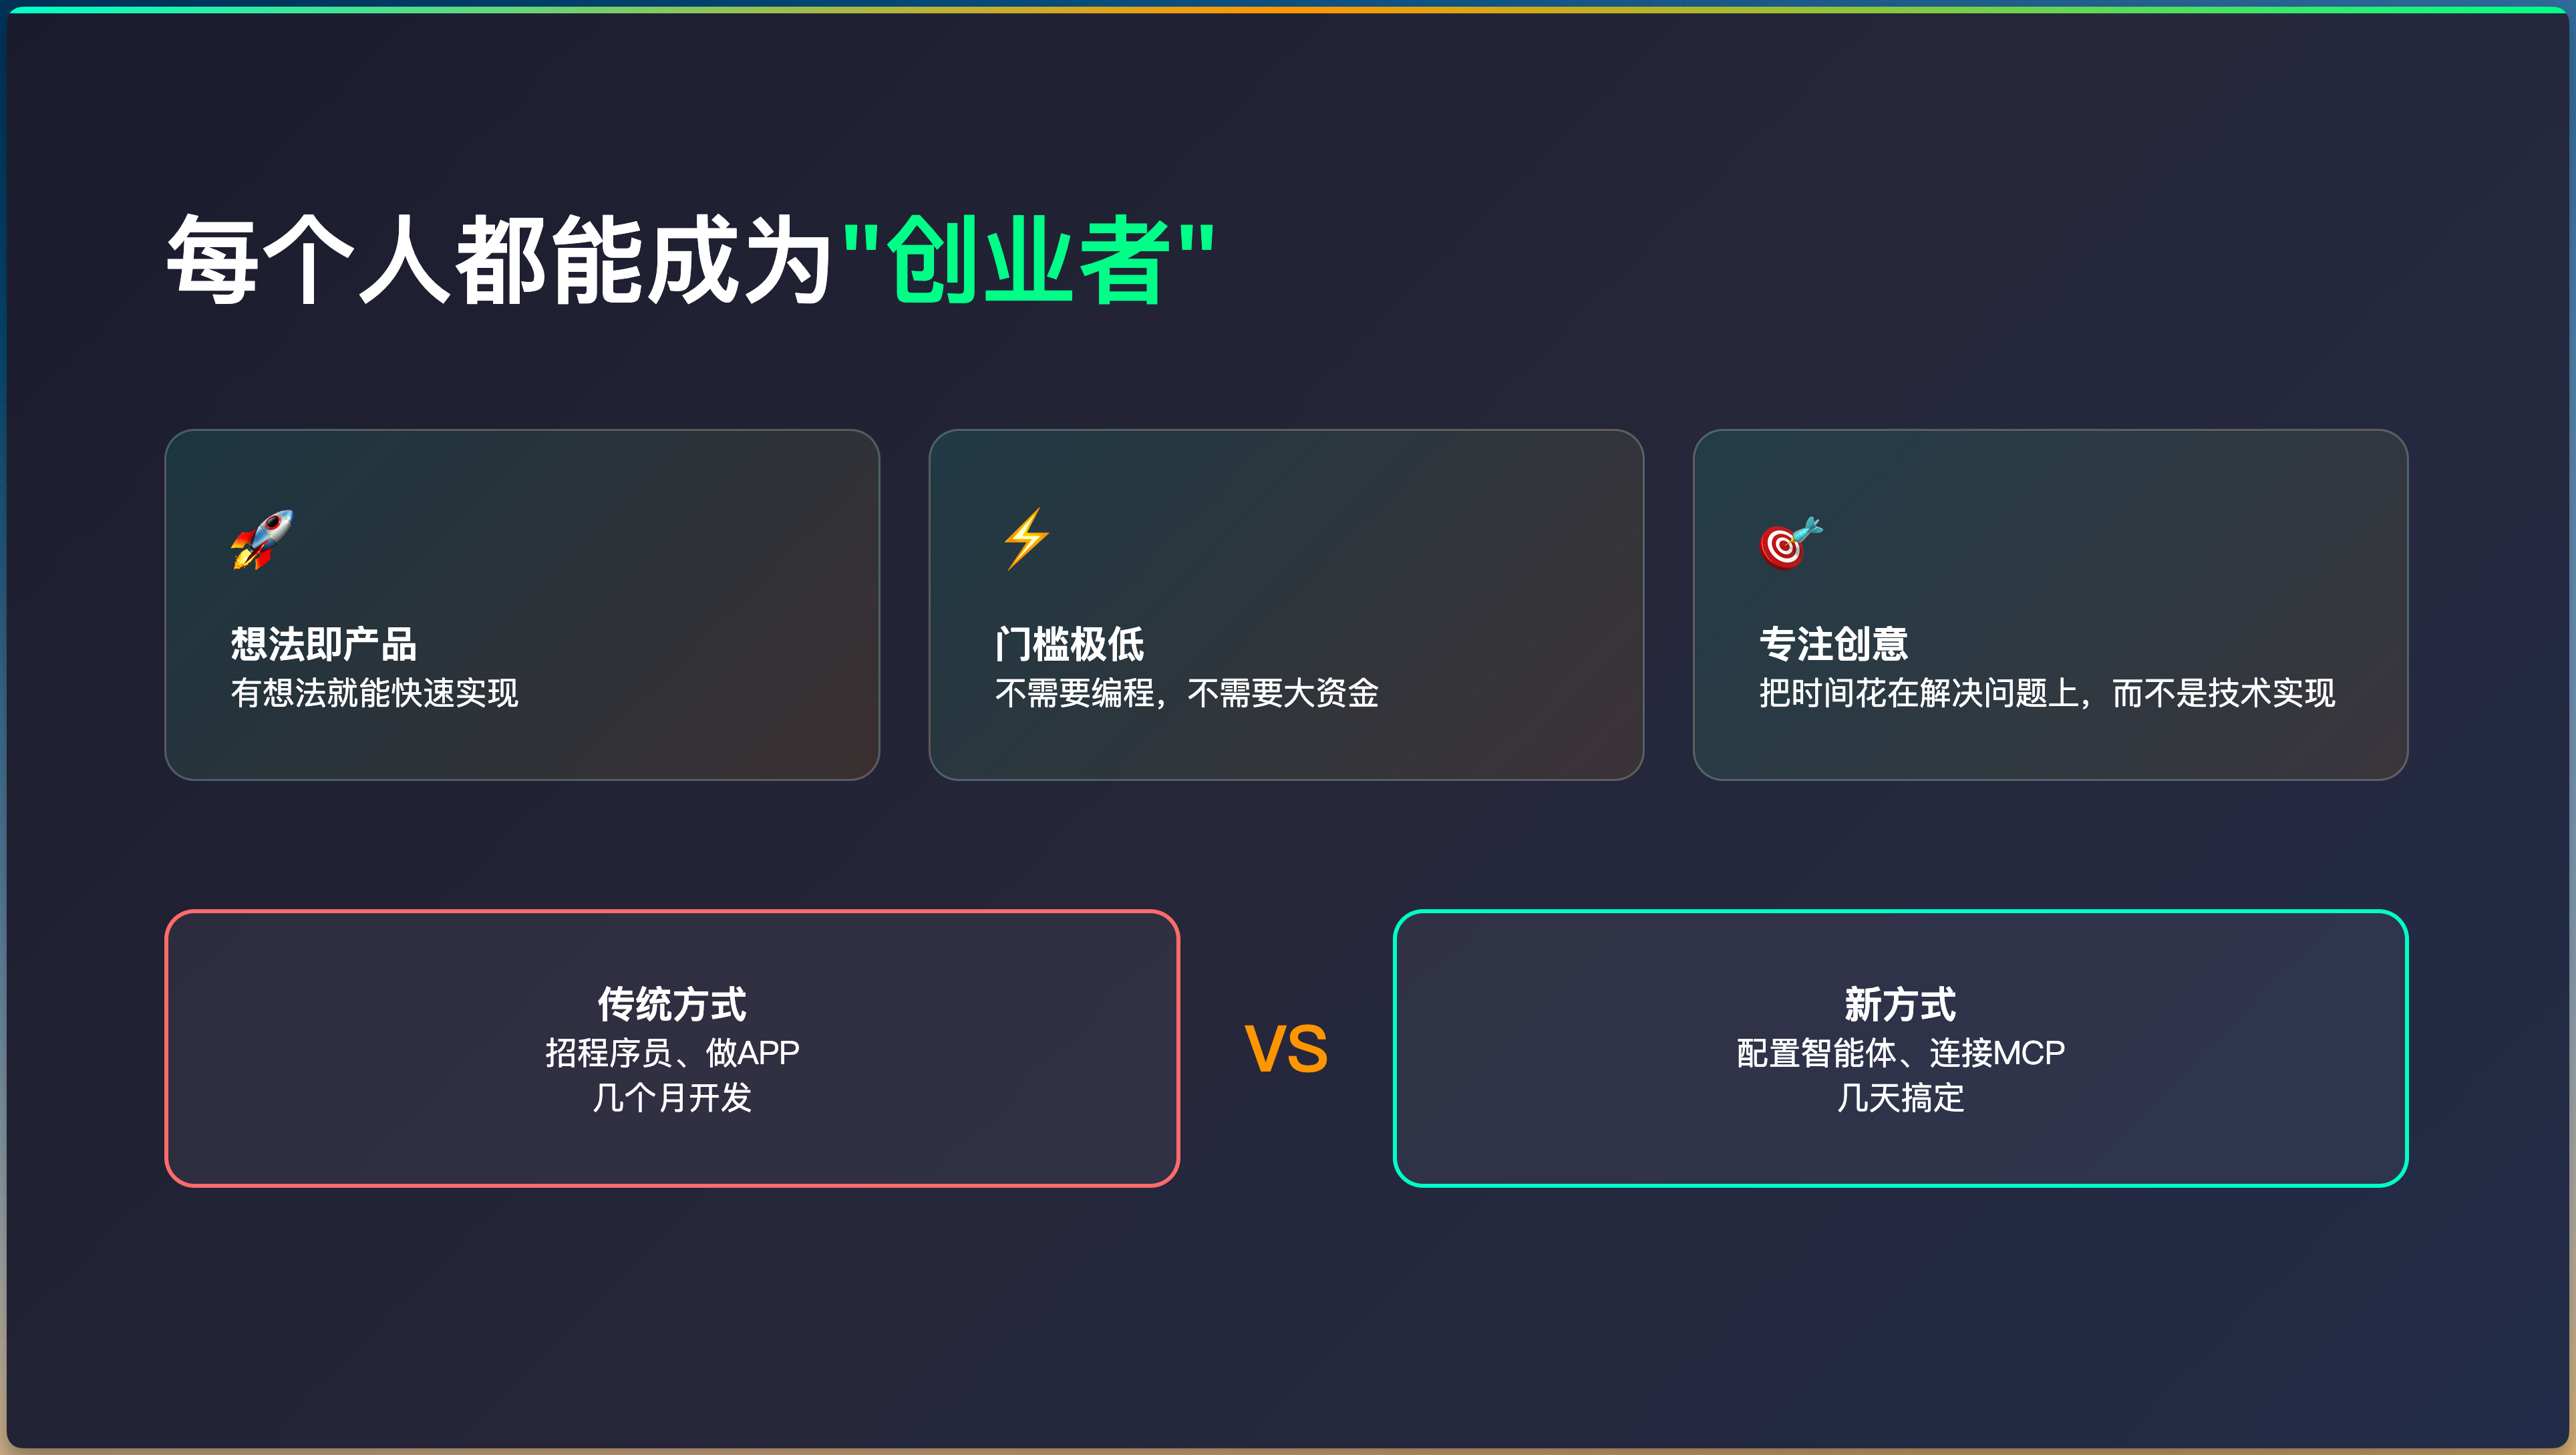 每个人都能成为"创业者"
想法即产品
有想法就能快速实现
门槛极低
不需要编程，不需要大资金
专注创意
把时间花在解决问题上，而不是技术实现
传统方式
招程序员、做APP
几个月开发
VS
新方式
配置智能体、连接MCP
几天搞定